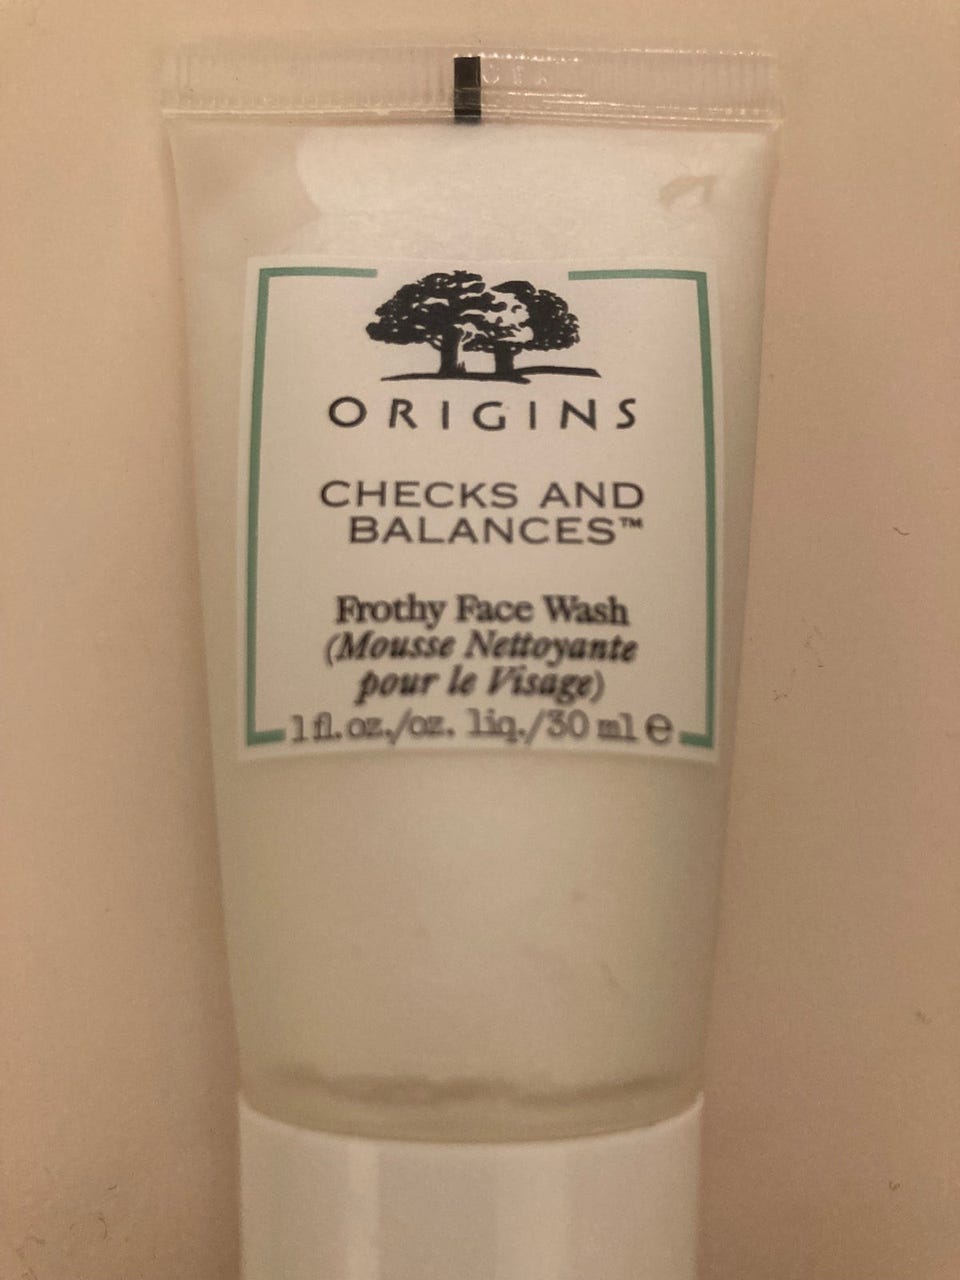 ORIGINS
CHECKS AND
BALANCES™
Frothy Face Wash
(Mousse Nettoyante
pour le Visage)
1 fl. oz./oz. liq./30 ml ℮